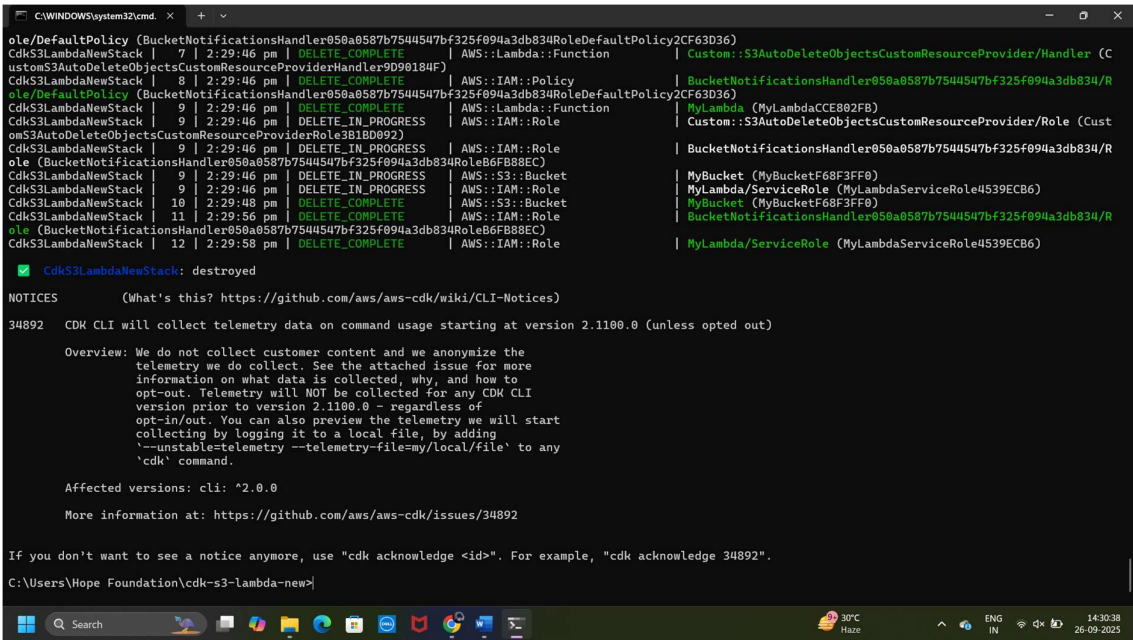 C:\WINDOWS\system32\cmd.
ole/DefaultPolicy (BucketNotificationsHandler050a0587b7544547bf325f094a3db834RoleDefaultPolicy2CF63D36)
CdkS3LambdaNewStack |   7 | 2:29:46 pm | DELETE_COMPLETE      | AWS::Lambda::Function       | Custom::S3AutoDeleteObjectsCustomResourceProvider/Handler (C
ustomS3AutoDeleteObjectsCustomResourceProviderHandler9D90184F)
CdkS3LambdaNewStack |   8 | 2:29:46 pm | DELETE_COMPLETE      | AWS::IAM::Policy            | BucketNotificationsHandler050a0587b7544547bf325f094a3db834/R
ole/DefaultPolicy (BucketNotificationsHandler050a0587b7544547bf325f094a3db834RoleDefaultPolicy2CF63D36)
CdkS3LambdaNewStack |   9 | 2:29:46 pm | DELETE_COMPLETE      | AWS::Lambda::Function       | MyLambda (MyLambdaCCE802FB)
CdkS3LambdaNewStack |   9 | 2:29:46 pm | DELETE_IN_PROGRESS   | AWS::IAM::Role              | Custom::S3AutoDeleteObjectsCustomResourceProvider/Role (Cust
omS3AutoDeleteObjectsCustomResourceProviderRole3B1BD092)
CdkS3LambdaNewStack |   9 | 2:29:46 pm | DELETE_IN_PROGRESS   | AWS::IAM::Role              | BucketNotificationsHandler050a0587b7544547bf325f094a3db834/R
ole (BucketNotificationsHandler050a0587b7544547bf325f094a3db834RoleB6FB88EC)
CdkS3LambdaNewStack |   9 | 2:29:46 pm | DELETE_IN_PROGRESS   | AWS::S3::Bucket             | MyBucket (MyBucketF68F3FF0)
CdkS3LambdaNewStack |   9 | 2:29:46 pm | DELETE_IN_PROGRESS   | AWS::IAM::Role              | MyLambda/ServiceRole (MyLambdaServiceRole4539ECB6)
CdkS3LambdaNewStack |  10 | 2:29:48 pm | DELETE_COMPLETE      | AWS::S3::Bucket             | MyBucket (MyBucketF68F3FF0)
CdkS3LambdaNewStack |  11 | 2:29:56 pm | DELETE_COMPLETE      | AWS::IAM::Role              | BucketNotificationsHandler050a0587b7544547bf325f094a3db834/R
ole (BucketNotificationsHandler050a0587b7544547bf325f094a3db834RoleB6FB88EC)
CdkS3LambdaNewStack |  12 | 2:29:58 pm | DELETE_COMPLETE      | AWS::IAM::Role              | MyLambda/ServiceRole (MyLambdaServiceRole4539ECB6)
✅ CdkS3LambdaNewStack: destroyed
NOTICES         (What's this? https://github.com/aws/aws-cdk/wiki/CLI-Notices)
34892   CDK CLI will collect telemetry data on command usage starting at version 2.1100.0 (unless opted out)
Overview: We do not collect customer content and we anonymize the
telemetry we do collect. See the attached issue for more
information on what data is collected, why, and how to
opt-out. Telemetry will NOT be collected for any CDK CLI
version prior to version 2.1100.0 - regardless of
opt-in/out. You can also preview the telemetry we will start
collecting by logging it to a local file, by adding
`--unstable=telemetry --telemetry-file=my/local/file` to any
`cdk` command.
Affected versions: cli: ^2.0.0
More information at: https://github.com/aws/aws-cdk/issues/34892
If you don't want to see a notice anymore, use "cdk acknowledge <id>". For example, "cdk acknowledge 34892".
C:\Users\Hope Foundation\cdk-s3-lambda-new>
Search
9+
30°C
Haze
ENG
IN
14:30:38
26-09-2025